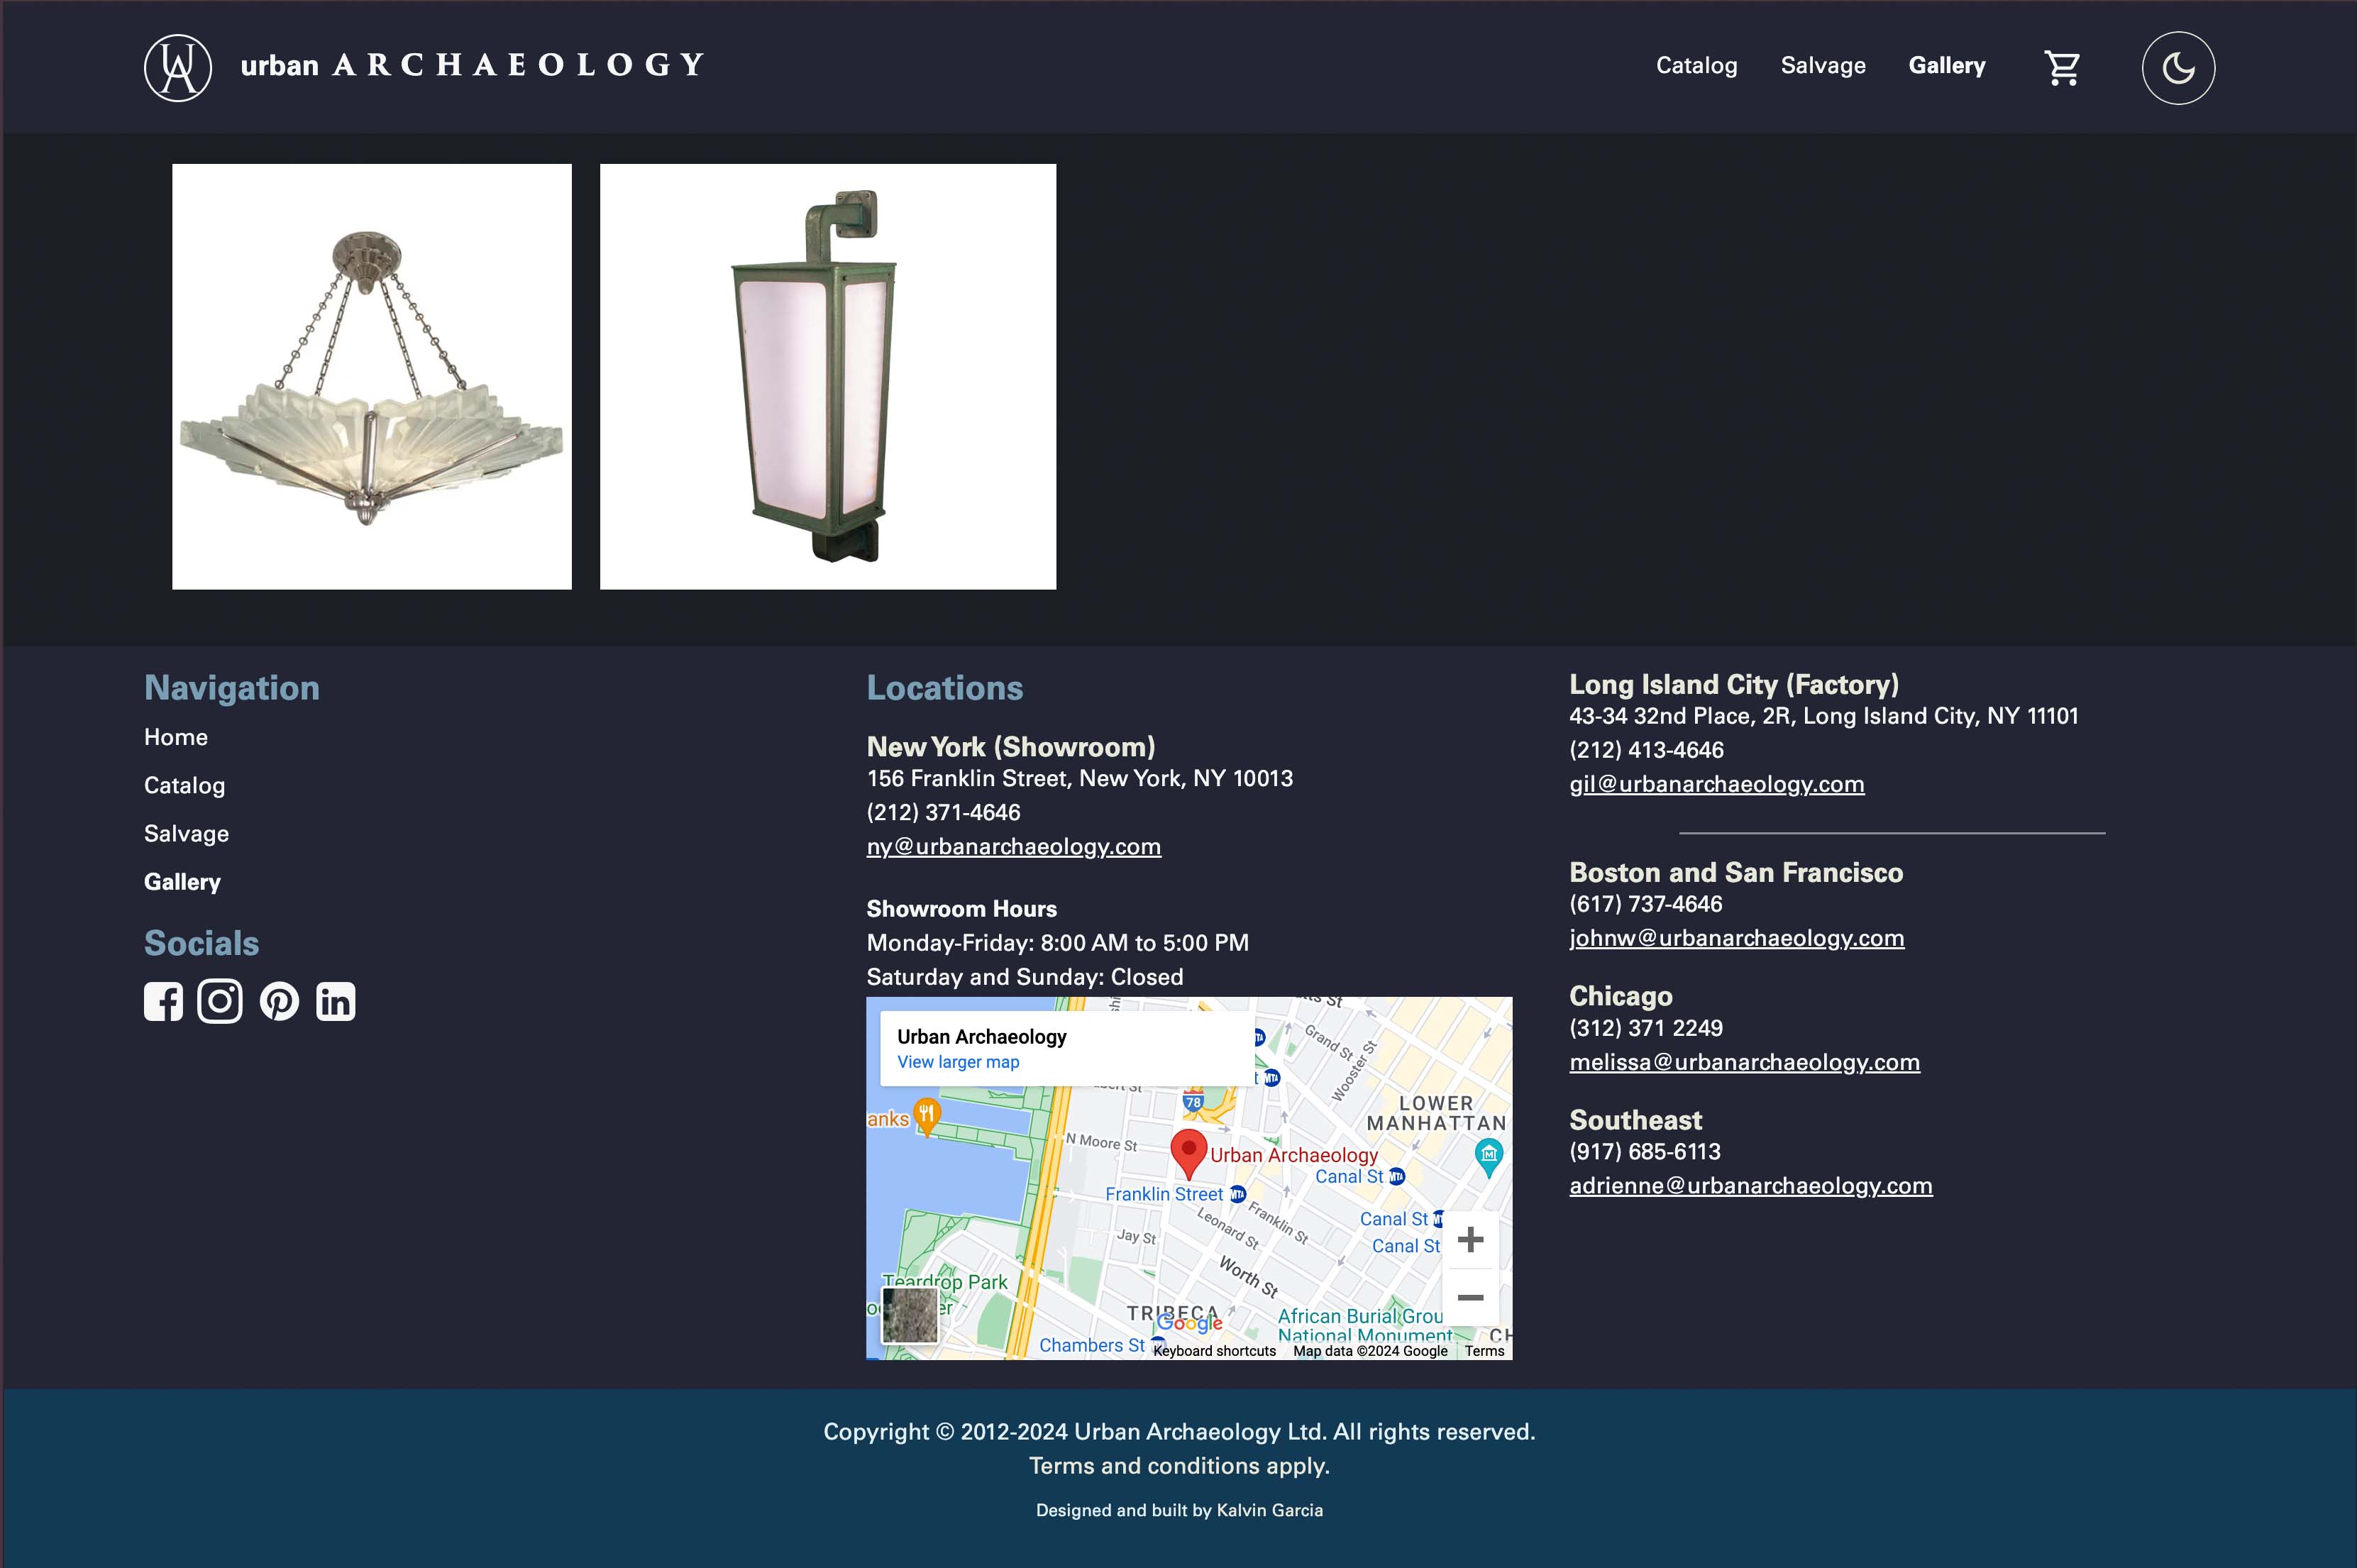 UA urban ARCHAEOLOGY
Catalog Salvage Gallery
Navigation
Home
Catalog
Salvage
Gallery
Socials
Locations
New York (Showroom)
156 Franklin Street, New York, NY 10013
(212) 371-4646
ny@urbanarchaeology.com
Showroom Hours
Monday-Friday: 8:00 AM to 5:00 PM
Saturday and Sunday: Closed
Urban Archaeology
View larger map
Grand St
Wooster St
78
LOWER
MANHATTAN
anks
N Moore St
Urban Archaeology
Canal St
Franklin Street
Canal St
Canal St
Leonard St
Franklin St
Jay St
Worth St
Teardrop Park
TRIBECA
Google
African Burial Grou
National Monument
CH
Chambers St
Keyboard shortcuts Map data ©2024 Google Terms
Long Island City (Factory)
43-34 32nd Place, 2R, Long Island City, NY 11101
(212) 413-4646
gil@urbanarchaeology.com
Boston and San Francisco
(617) 737-4646
johnw@urbanarchaeology.com
Chicago
(312) 371 2249
melissa@urbanarchaeology.com
Southeast
(917) 685-6113
adrienne@urbanarchaeology.com
Copyright © 2012-2024 Urban Archaeology Ltd. All rights reserved.
Terms and conditions apply.
Designed and built by Kalvin Garcia